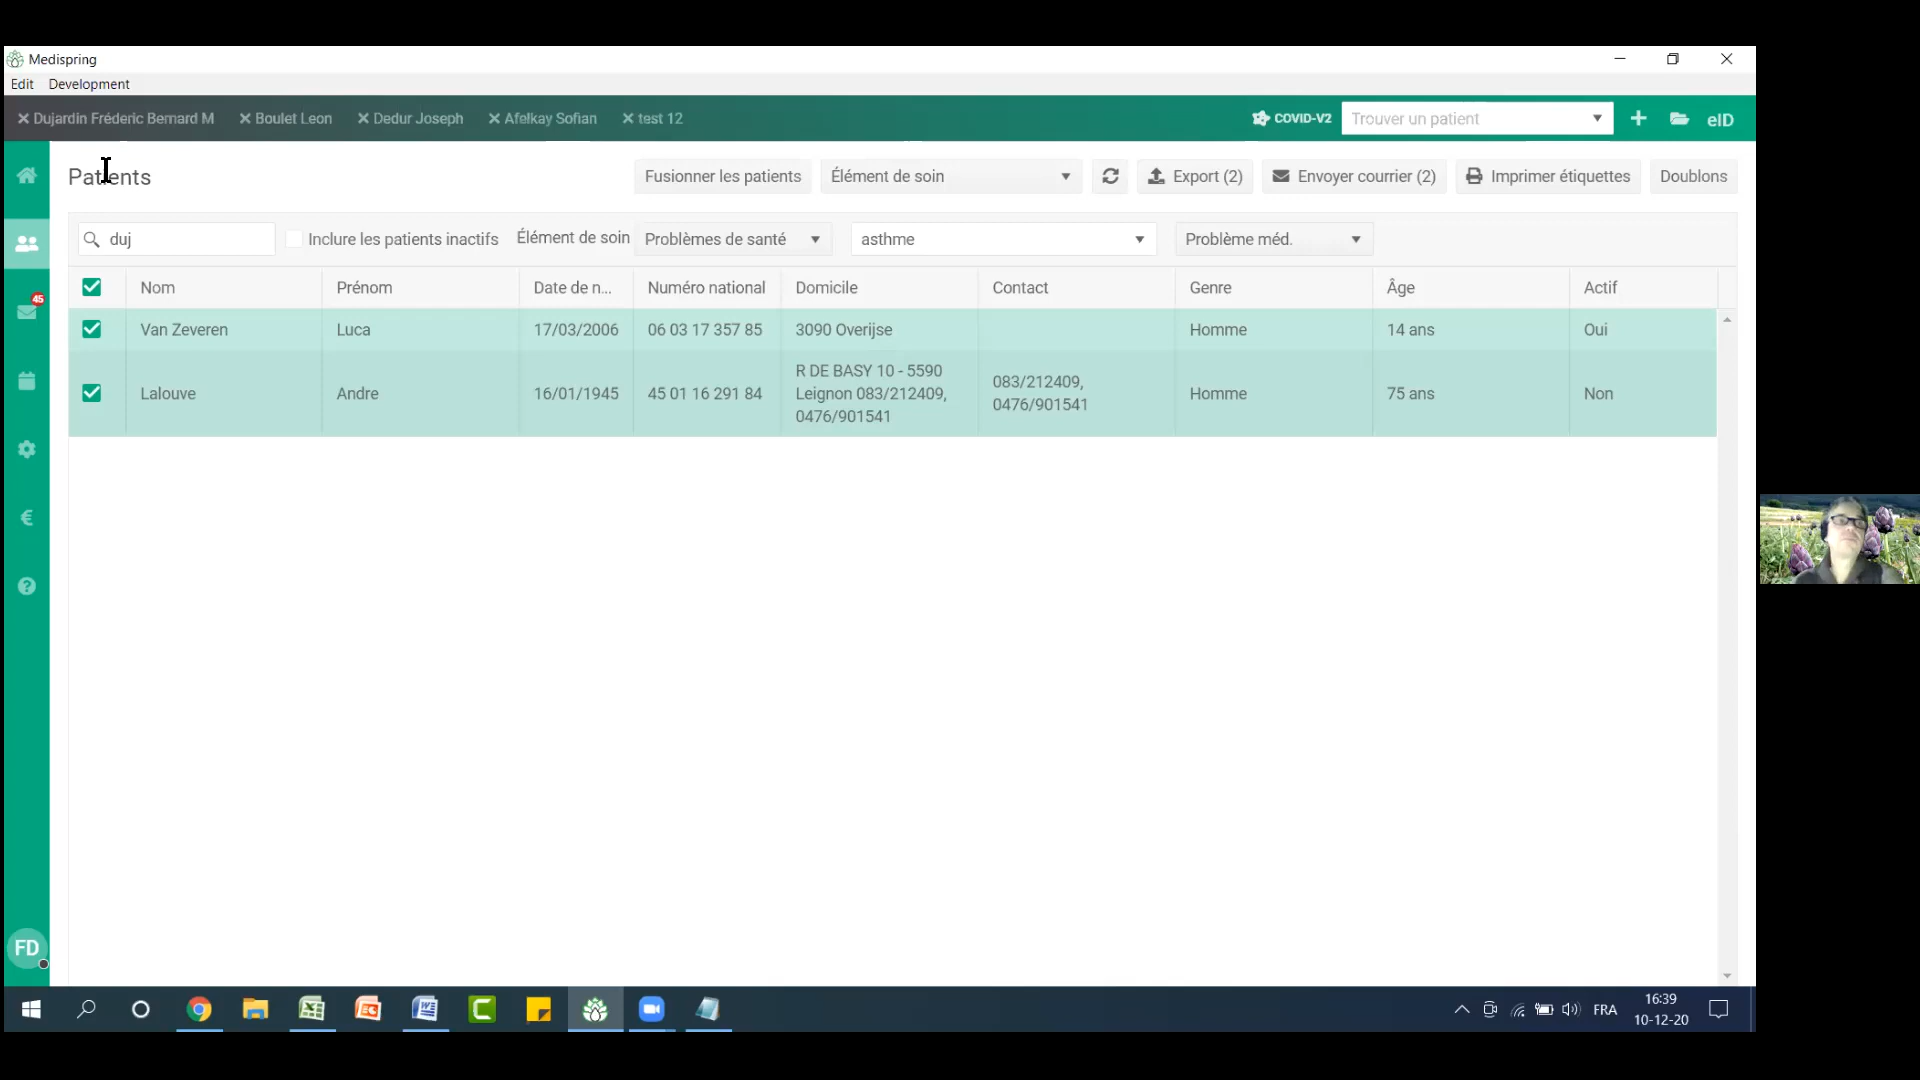 Medispring
Edit Development
Dujardin Fréderic Bernard M Boulet Leon Dedur Joseph Afelkay Sofian test 12 COVID-V2 Trouver un patient eID
Patients Fusionner les patients Élément de soin Export (2) Envoyer courrier (2) Imprimer étiquettes Doublons
duj Inclure les patients inactifs Élément de soin Problèmes de santé asthme Problème méd.
Nom Prénom Date de n... Numéro national Domicile Contact Genre Âge Actif
45
Van Zeveren Luca 17/03/2006 06 03 17 357 85 3090 Overijse Homme 14 ans Oui
Lalouve Andre 16/01/1945 45 01 16 291 84 R DE BASY 10 - 5590
Leignon 083/212409,
0476/901541 083/212409,
0476/901541 Homme 75 ans Non
FD
FRA 16:39
10-12-20